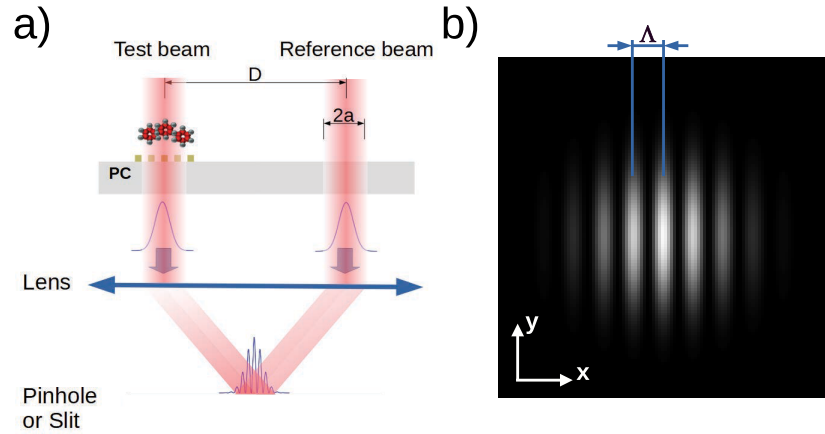 a)
Test beam
Reference beam
D
2a
PC
Lens
Pinhole
or Slit
b)
Λ
y
x